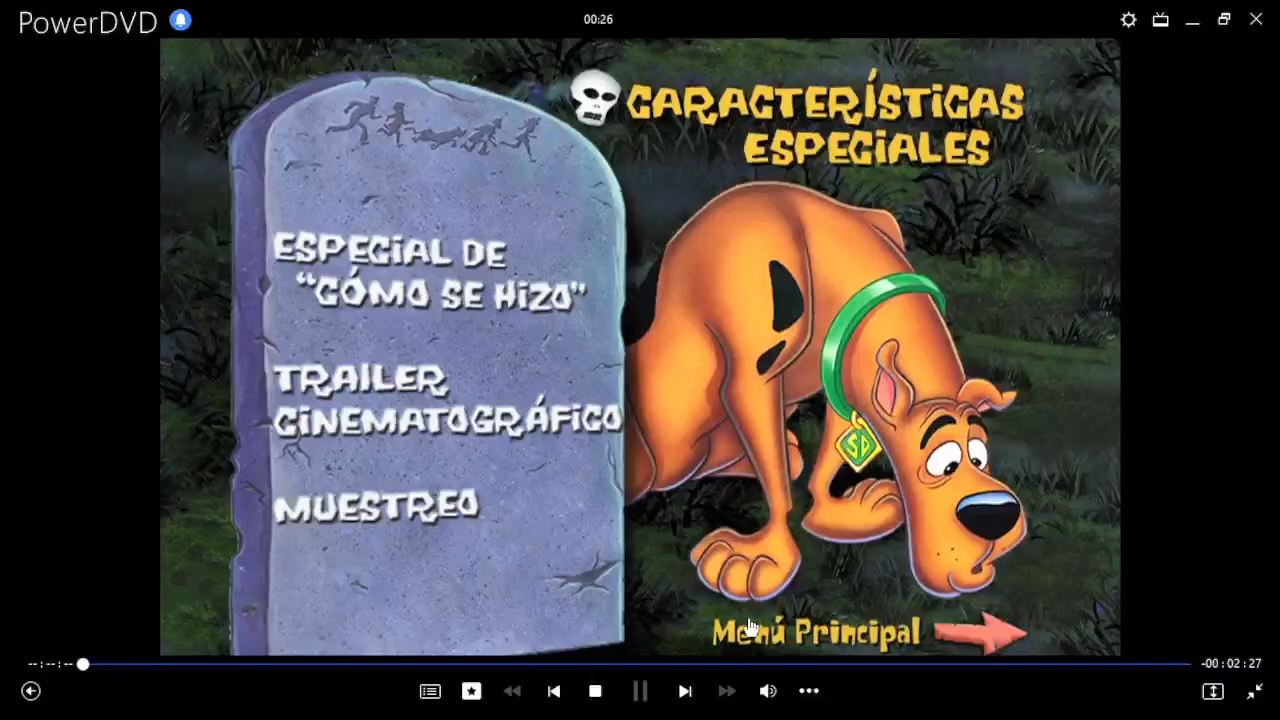 PowerDVD
00:26
CARACTERÍSTICAS
ESPECIALES
ESPECIAL DE
"CÓMO SE HIZO"
TRAILER
CINEMATOGRÁFICO
MUESTREO
SD
Menú Principal
--:--:--
-00:02:27